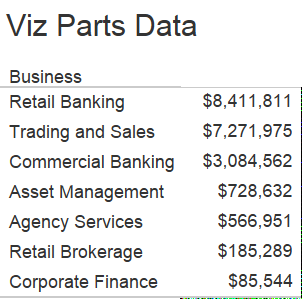 Viz Parts Data
Business
Retail Banking $8,411,811
Trading and Sales $7,271,975
Commercial Banking $3,084,562
Asset Management $728,632
Agency Services $566,951
Retail Brokerage $185,289
Corporate Finance $85,544